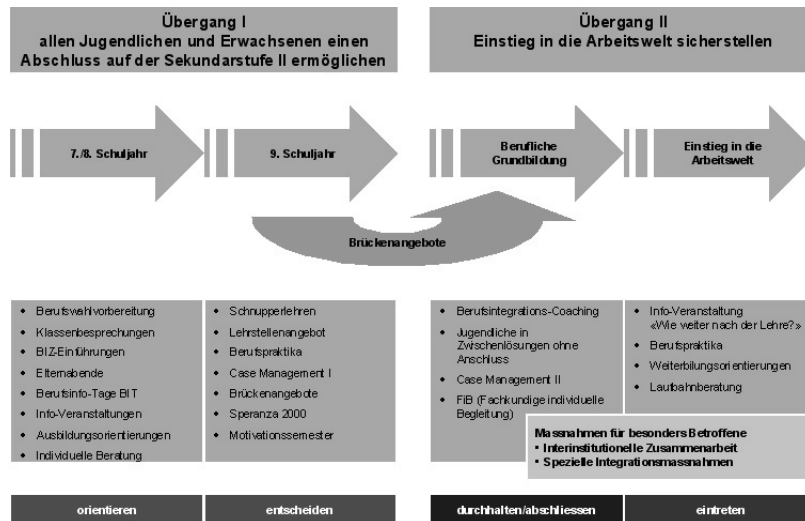 Übergang I
allen Jugendlichen und Erwachsenen einen
Abschluss auf der Sekundarstufe II ermöglichen
Übergang II
Einstieg in die Arbeitswelt sicherstellen
7./8. Schuljahr
9. Schuljahr
Berufliche
Grundbildung
Einstieg in die
Arbeitswelt
Brückenangebote
• Berufswahlvorbereitung
• Klassenbesprechungen
• BIZ-Einführungen
• Elternabende
• Berufsinfo-Tage BIT
• Info-Veranstaltungen
• Ausbildungsorientierungen
• Individuelle Beratung
• Schnupperlehren
• Lehrstellenangebot
• Berufspraktika
• Case Management I
• Brückenangebote
• Speranza 2000
• Motivationssemester
• Berufsintegrations-Coaching
• Jugendliche in
Zwischenlösungen ohne
Anschluss
• Case Management II
• FiB (Fachkundige individuelle
Begleitung)
• Info-Veranstaltung
«Wie weiter nach der Lehre?»
• Berufspraktika
• Weiterbilungsorientierungen
• Laufbahnberatung
Massnahmen für besonders Betroffene
• Interinstitutionelle Zusammenarbeit
• Spezielle Integrationsmassnahmen
orientieren
entscheiden
durchhalten/abschliessen
eintreten